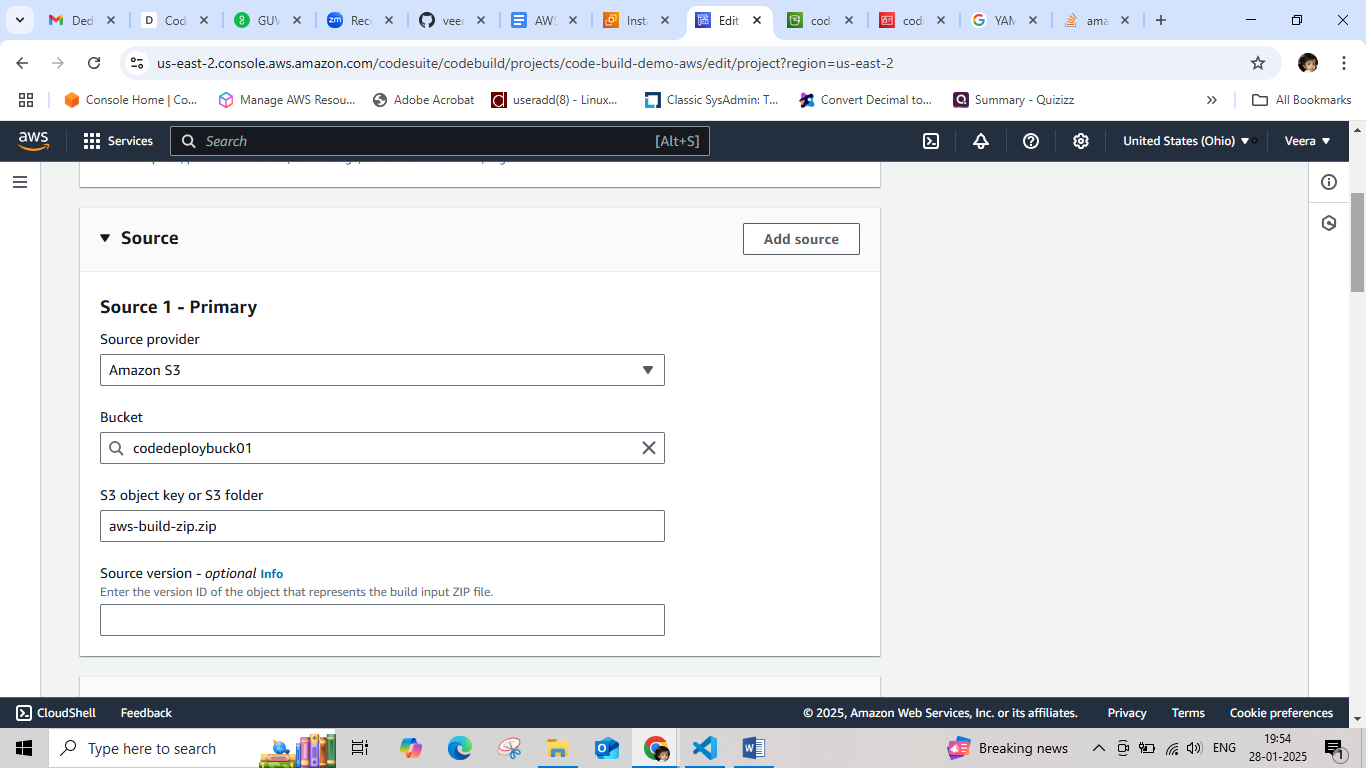 Ded
Cod
GUV
Reco
veer
AWS
Insta
Edit
cod
cod
YAM
ama
us-east-2.console.aws.amazon.com/codesuite/codebuild/projects/code-build-demo-aws/edit/project?region=us-east-2
Console Home | Co...
Manage AWS Resou...
Adobe Acrobat
useradd(8) - Linux...
Classic SysAdmin: T...
Convert Decimal to...
Summary - Quizizz
All Bookmarks
aws
Services
Search
[Alt+S]
United States (Ohio)
Veera
Source
Add source
Source 1 - Primary
Source provider
Amazon S3
Bucket
codedeploybuck01
S3 object key or S3 folder
aws-build-zip.zip
Source version - optional Info
Enter the version ID of the object that represents the build input ZIP file.
CloudShell
Feedback
© 2025, Amazon Web Services, Inc. or its affiliates.
Privacy
Terms
Cookie preferences
Type here to search
Breaking news
ENG
19:54
28-01-2025
1